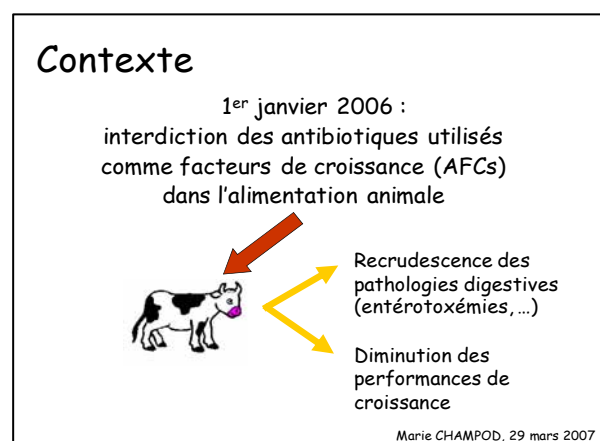 Contexte
1er janvier 2006 :
interdiction des antibiotiques utilisés
comme facteurs de croissance (AFCs)
dans l'alimentation animale
Recrudescence des
pathologies digestives
(entérotoxémies, …)
Diminution des
performances de
croissance
Marie CHAMPOD, 29 mars 2007